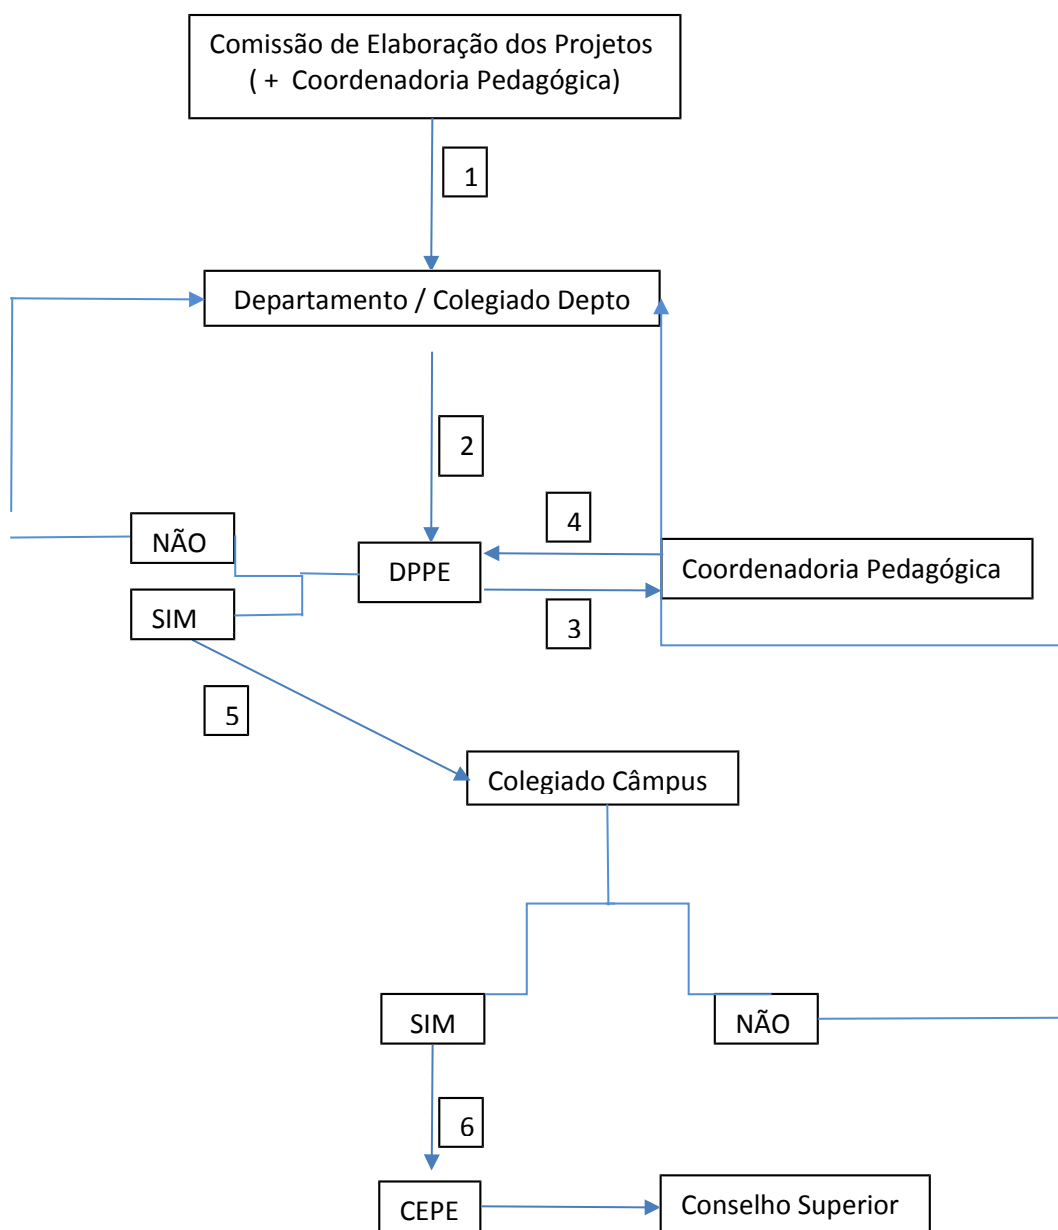 Comissão de Elaboração dos Projetos
( + Coordenadoria Pedagógica)
1
Departamento / Colegiado Depto
2
4
NÃO
DPPE
Coordenadoria Pedagógica
SIM
3
5
Colegiado Câmpus
SIM
NÃO
6
CEPE
Conselho Superior